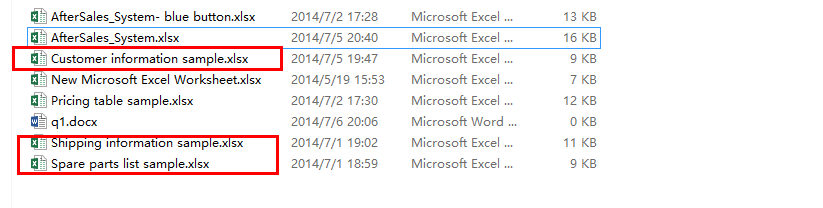 AfterSales_System- blue button.xlsx 2014/7/2 17:28 Microsoft Excel ... 13 KB
AfterSales_System.xlsx 2014/7/5 20:40 Microsoft Excel ... 16 KB
Customer information sample.xlsx 2014/7/5 19:47 Microsoft Excel ... 9 KB
New Microsoft Excel Worksheet.xlsx 2014/5/19 15:53 Microsoft Excel ... 7 KB
Pricing table sample.xlsx 2014/7/2 17:30 Microsoft Excel ... 12 KB
q1.docx 2014/7/6 20:06 Microsoft Word ... 0 KB
Shipping information sample.xlsx 2014/7/1 19:02 Microsoft Excel ... 11 KB
Spare parts list sample.xlsx 2014/7/1 18:59 Microsoft Excel ... 9 KB